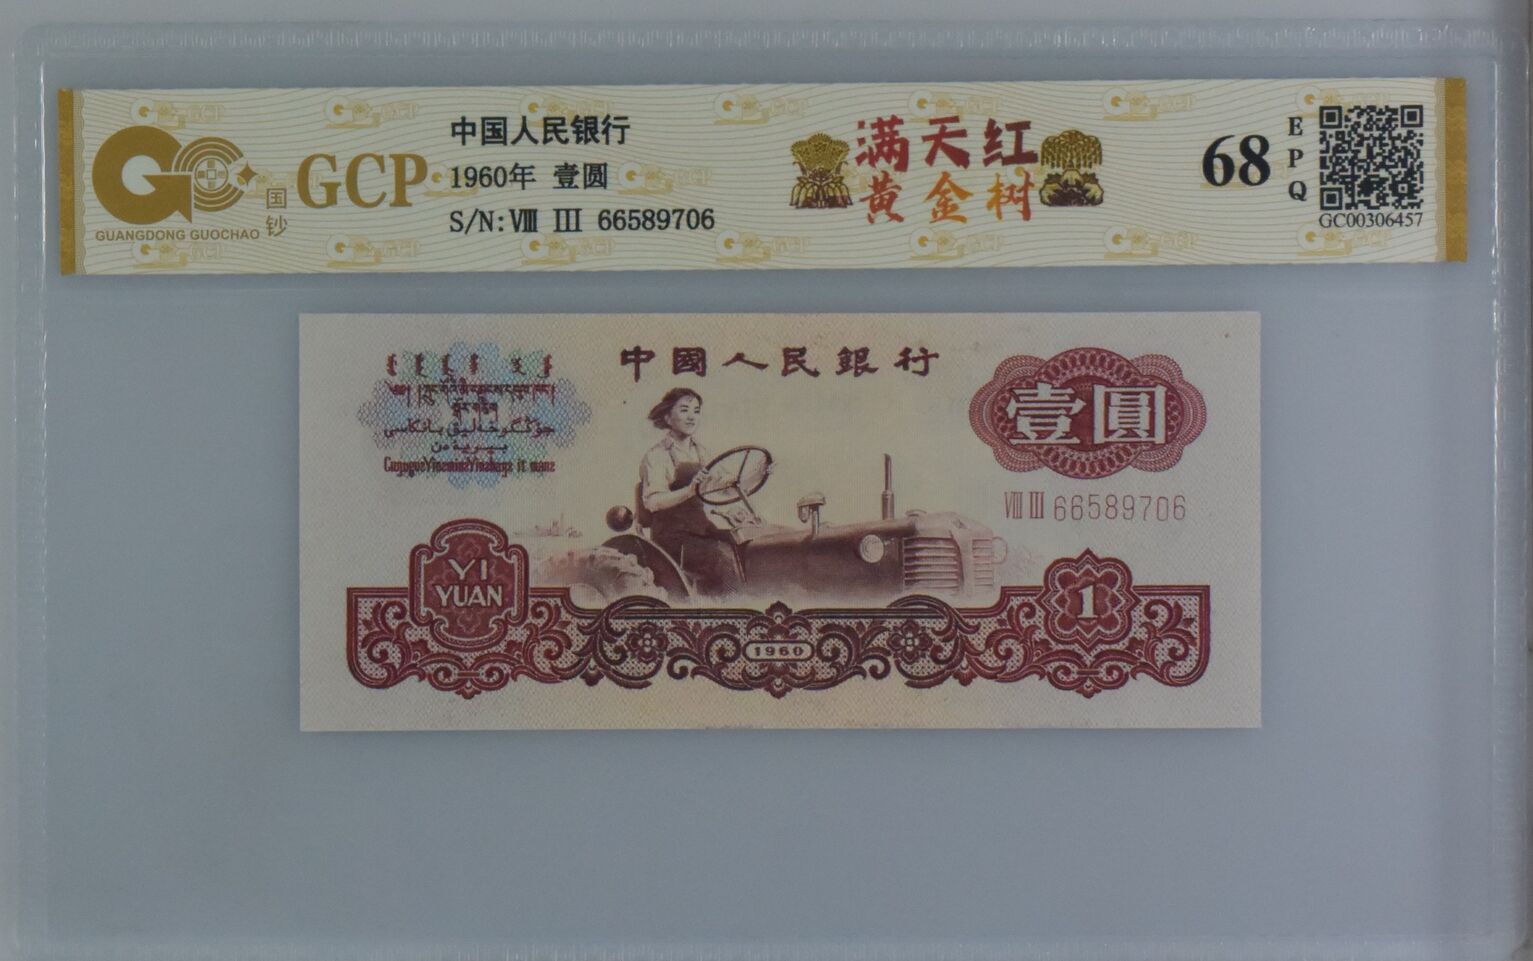 GCP
国钞
GUANGDONG GUOCHAO
中国人民银行
1960年 壹圆
S/N:Ⅷ Ⅲ 66589706
满天红
黄金树
68
EPQ
GC00306457
中國人民銀行
壹圓
Ⅷ Ⅲ 66589706
YI
YUAN
1960
1